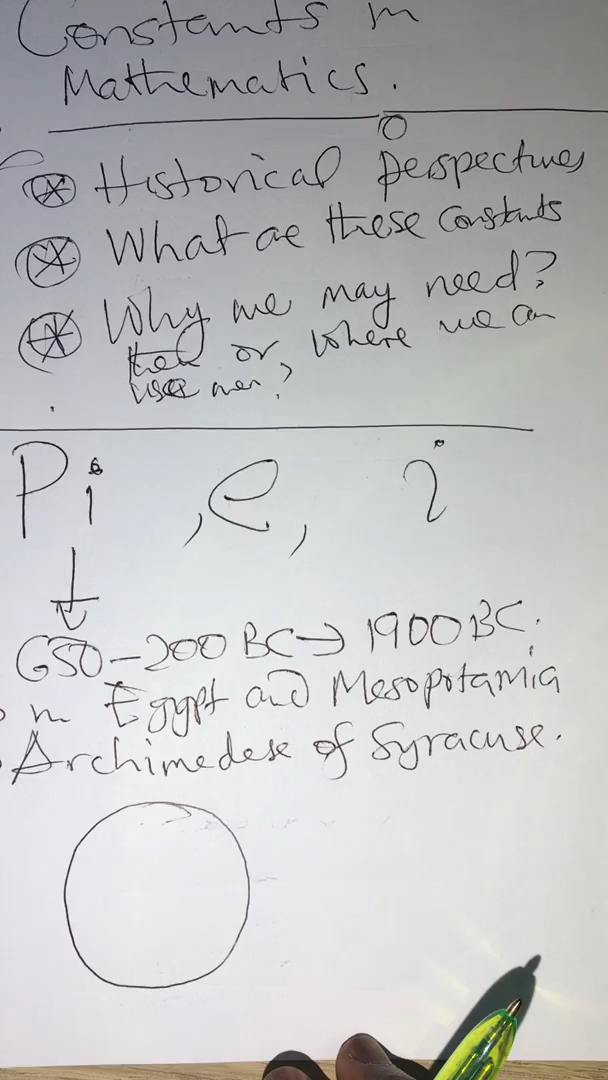 Constants in
Mathematics.
Historical perspectives
What are these constants
Why we may need?
or, where we can
use
Pi, e, i
650-200 BC → 1900 BC.
in Egypt and Mesopotamia
Archimedese of Syracuse.